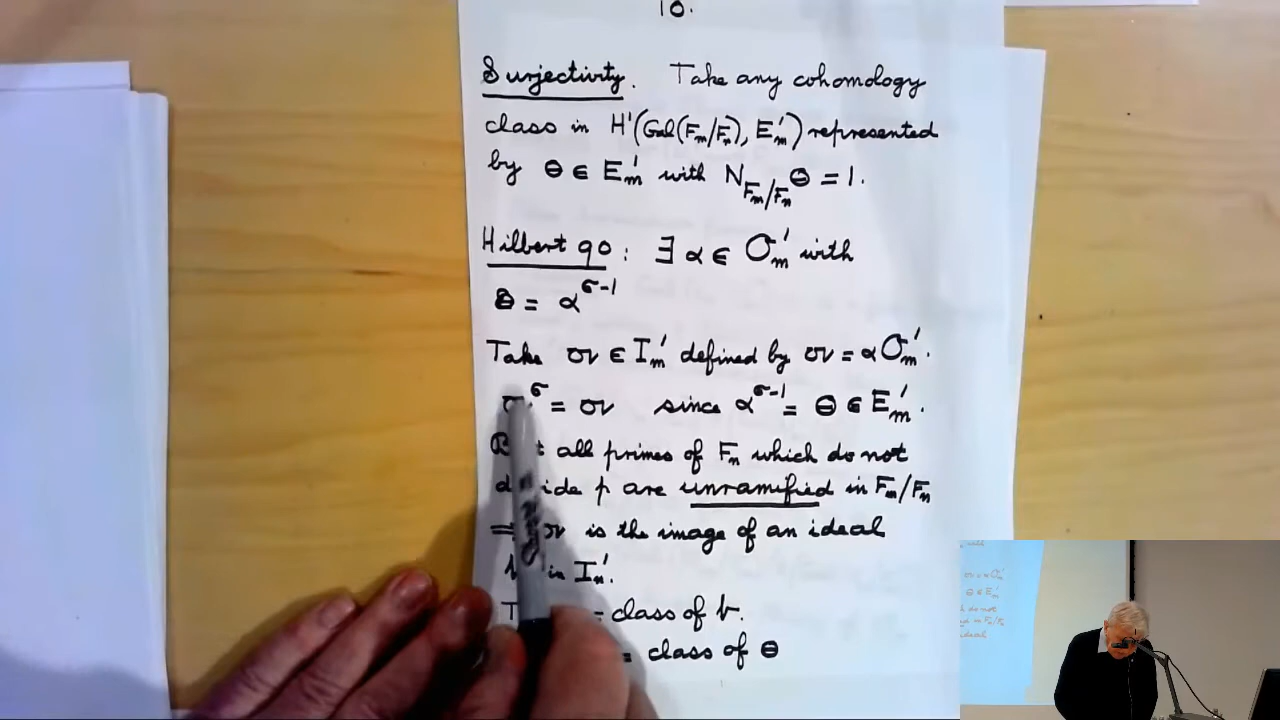 10.
Surjectivity. Take any cohomology
class in H'(Gal(Fm/Fn), E'm) represented
by Θ ∈ E'm with N_{Fm/Fn} Θ = 1.
Hilbert 90: ∃ α ∈ O'm with
Θ = α^{σ-1}
Take 𝔞 ∈ I'm defined by 𝔞 = α O'm.
𝔞^σ = 𝔞 since α^{σ-1} = Θ ∈ E'm.
all primes of Fn which do not
p are unramified in Fm/Fn
is the image of an ideal
in I'n.
= class of 𝔟.
= class of Θ